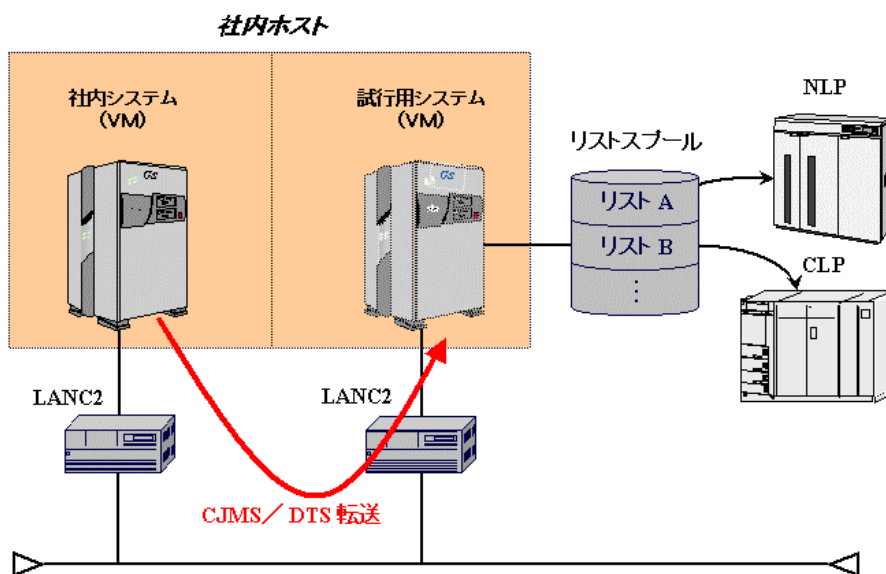 社内ホスト
社内システム
(VM)
試行用システム
(VM)
NLP
リストスプール
GS
GS
リスト A
リスト B
⋮
CLP
LANC2
LANC2
CJMS／DTS 転送